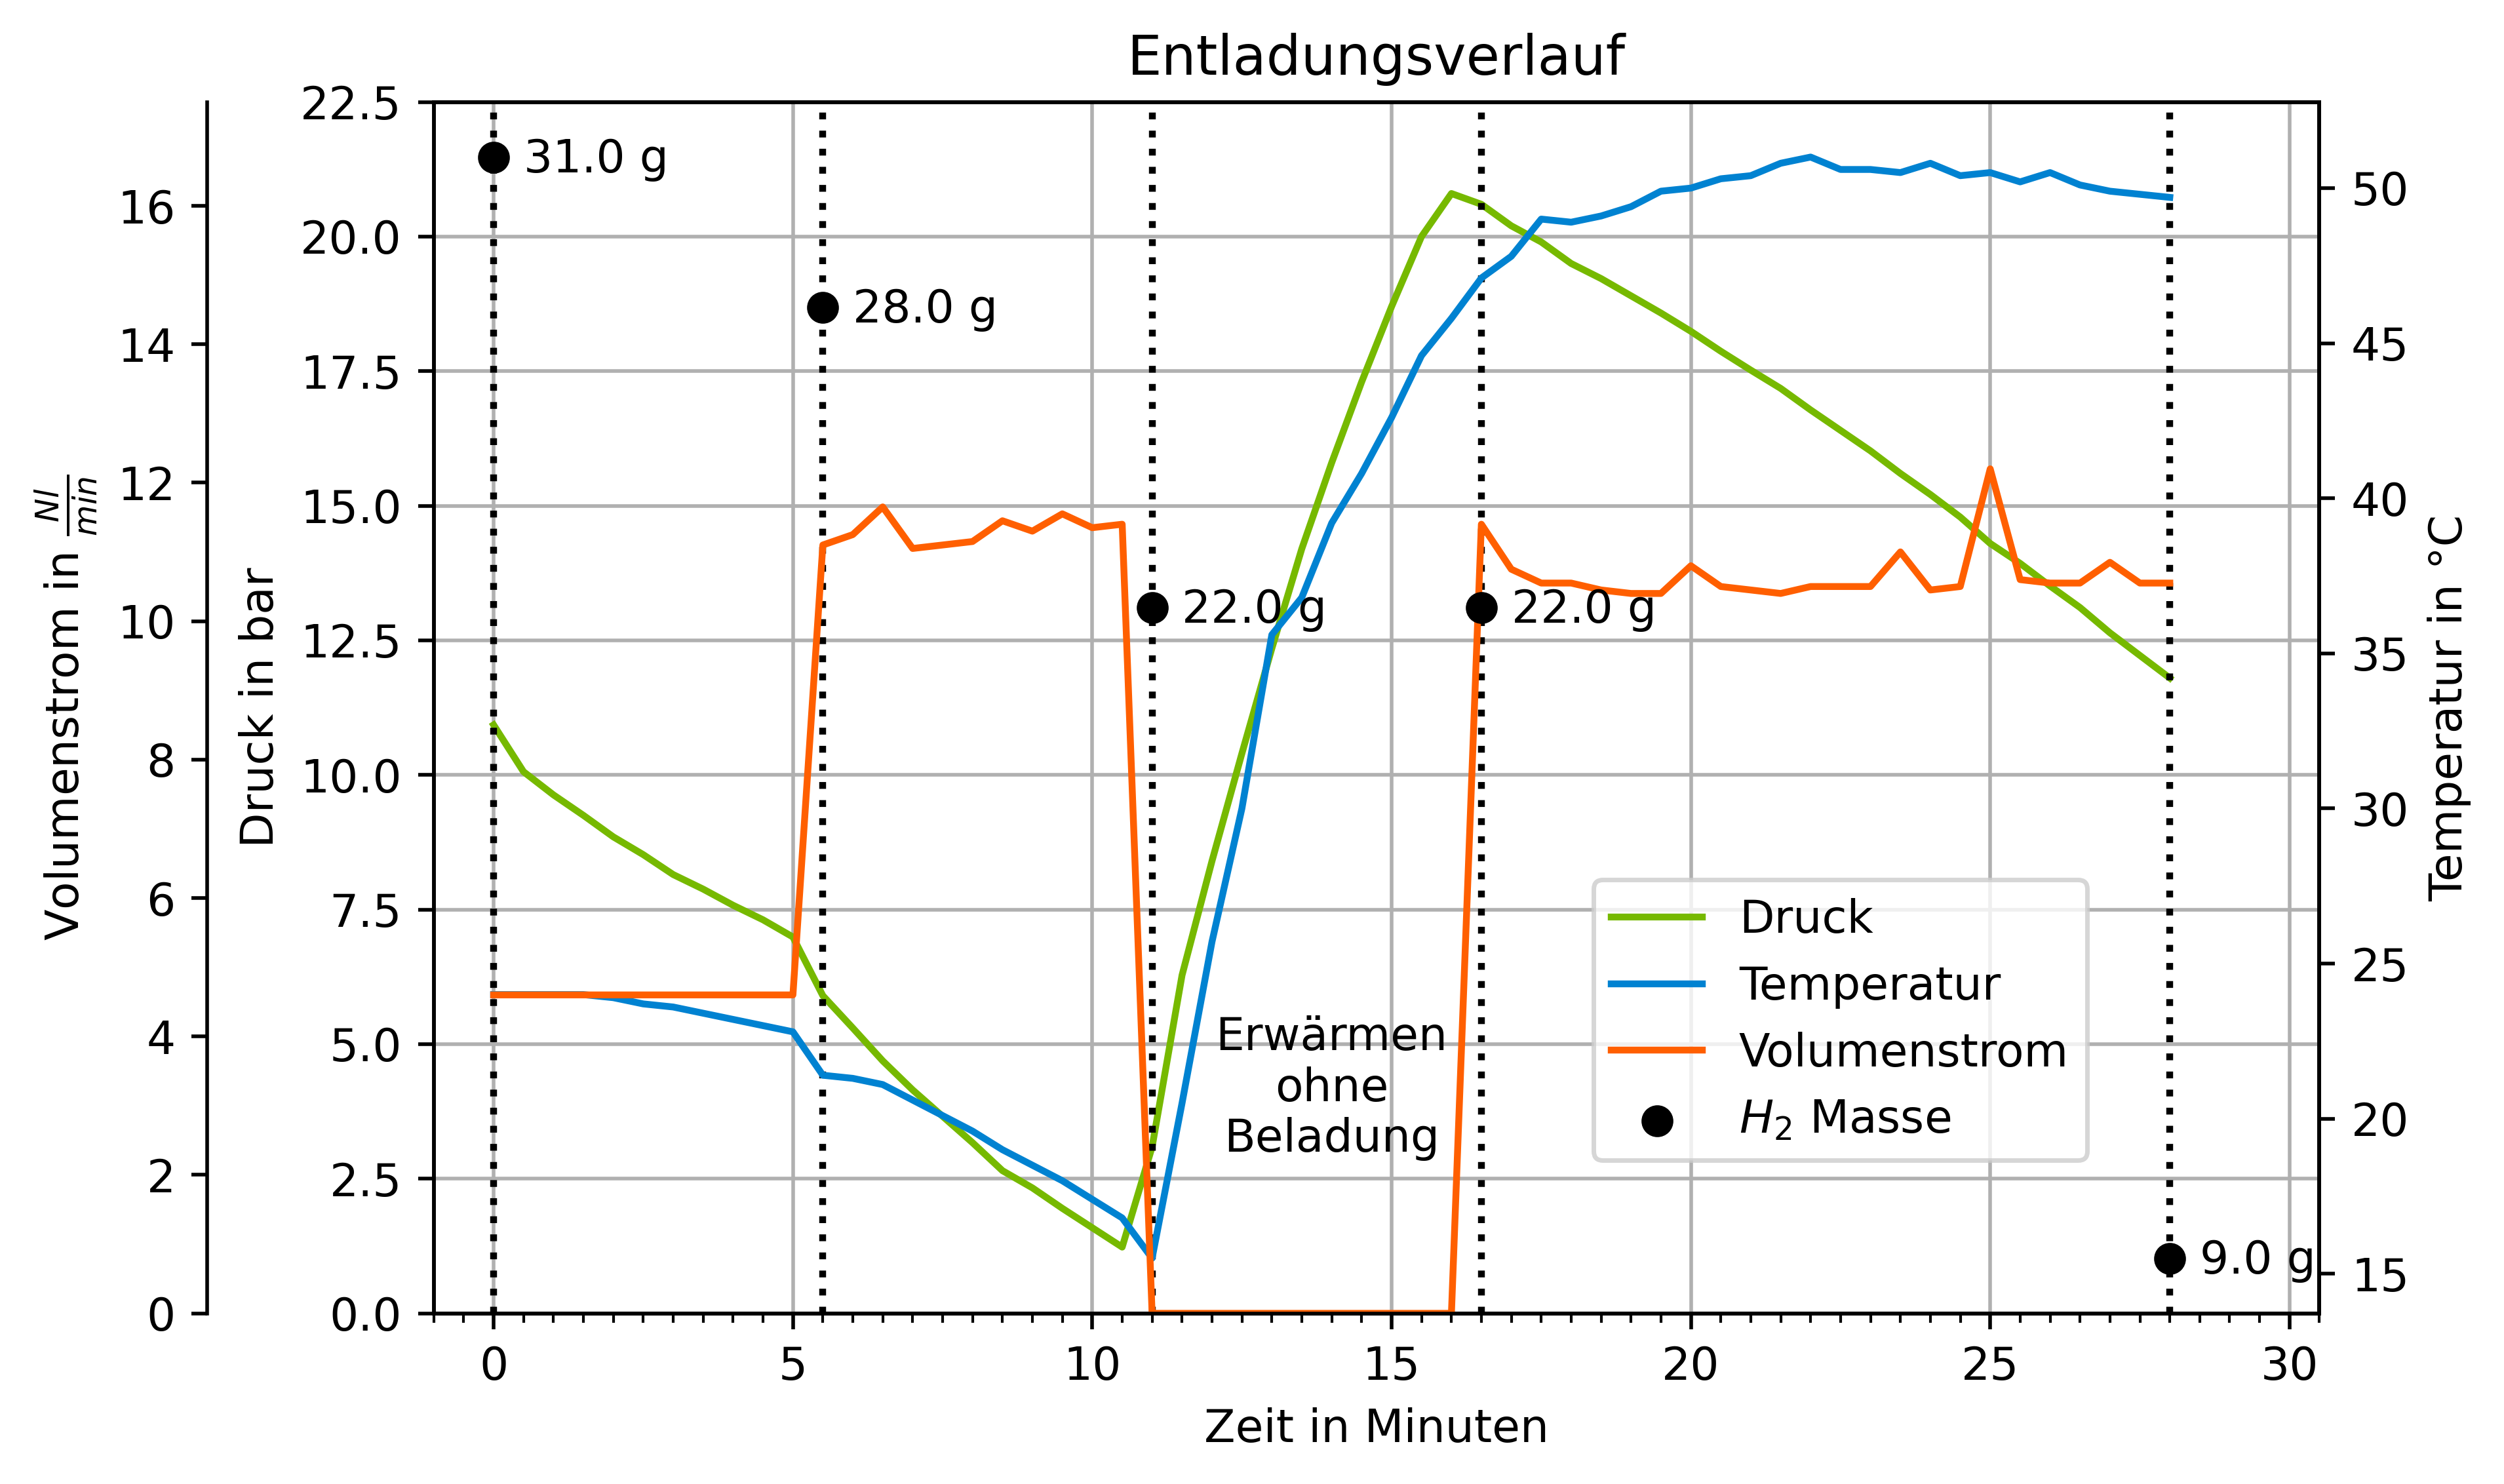 Entladungsverlauf
Volumenstrom in Nl/min
0
2
4
6
8
10
12
14
16
Druck in bar
0.0
2.5
5.0
7.5
10.0
12.5
15.0
17.5
20.0
22.5
31.0 g
28.0 g
22.0 g
22.0 g
9.0 g
Erwärmen
ohne
Beladung
Druck
Temperatur
Volumenstrom
H₂ Masse
Temperatur in °C
15
20
25
30
35
40
45
50
0
5
10
15
20
25
30
Zeit in Minuten